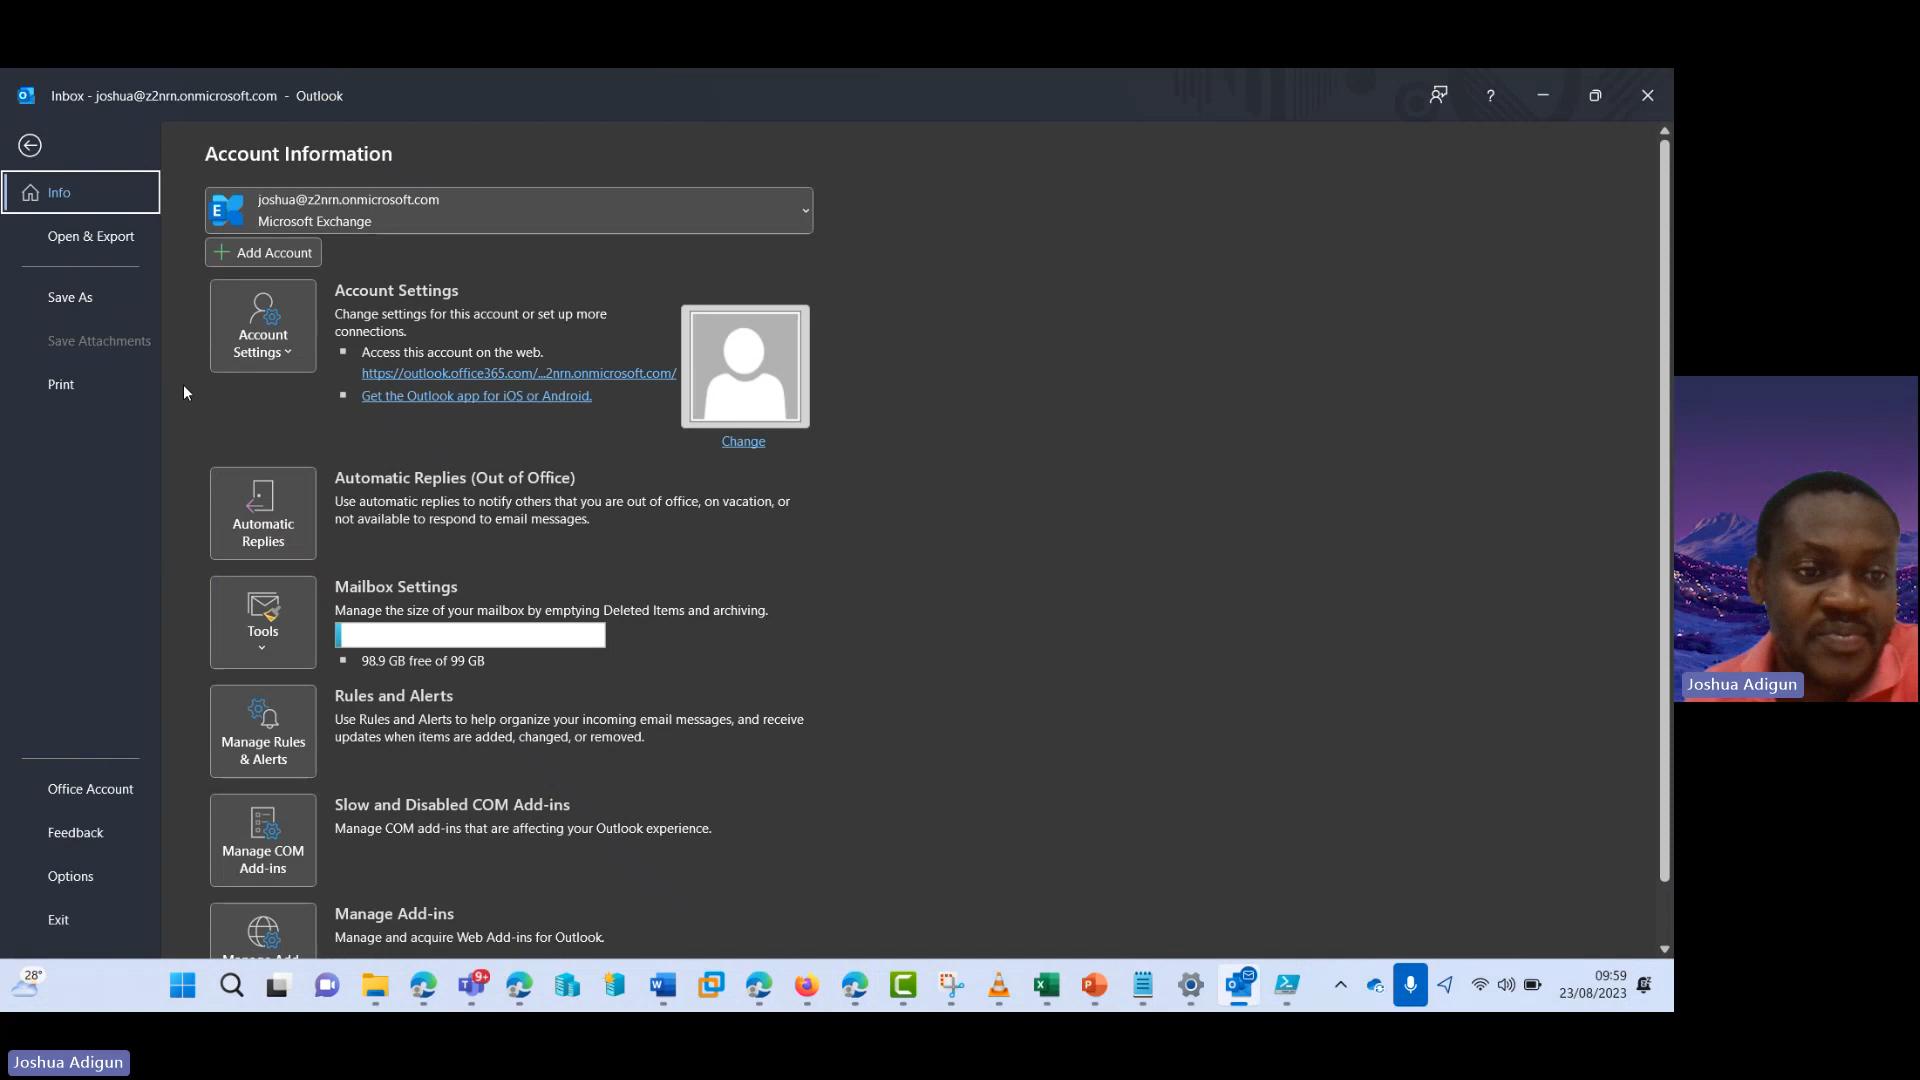 Inbox - joshua@z2nrn.onmicrosoft.com - Outlook
?
Info
Open & Export
Save As
Save Attachments
Print
Office Account
Feedback
Options
Exit
Account Information
E
joshua@z2nrn.onmicrosoft.com
Microsoft Exchange
Add Account
Account
Settings
Account Settings
Change settings for this account or set up more
connections.
Access this account on the web.
https://outlook.office365.com/...2nrn.onmicrosoft.com/
Get the Outlook app for iOS or Android.
Change
Automatic
Replies
Automatic Replies (Out of Office)
Use automatic replies to notify others that you are out of office, on vacation, or
not available to respond to email messages.
Tools
Mailbox Settings
Manage the size of your mailbox by emptying Deleted Items and archiving.
98.9 GB free of 99 GB
Manage Rules
& Alerts
Rules and Alerts
Use Rules and Alerts to help organize your incoming email messages, and receive
updates when items are added, changed, or removed.
Manage COM
Add-ins
Slow and Disabled COM Add-ins
Manage COM add-ins that are affecting your Outlook experience.
Manage Add-
Manage Add-ins
Manage and acquire Web Add-ins for Outlook.
28°
9+
09:59
23/08/2023
Joshua Adigun
Joshua Adigun